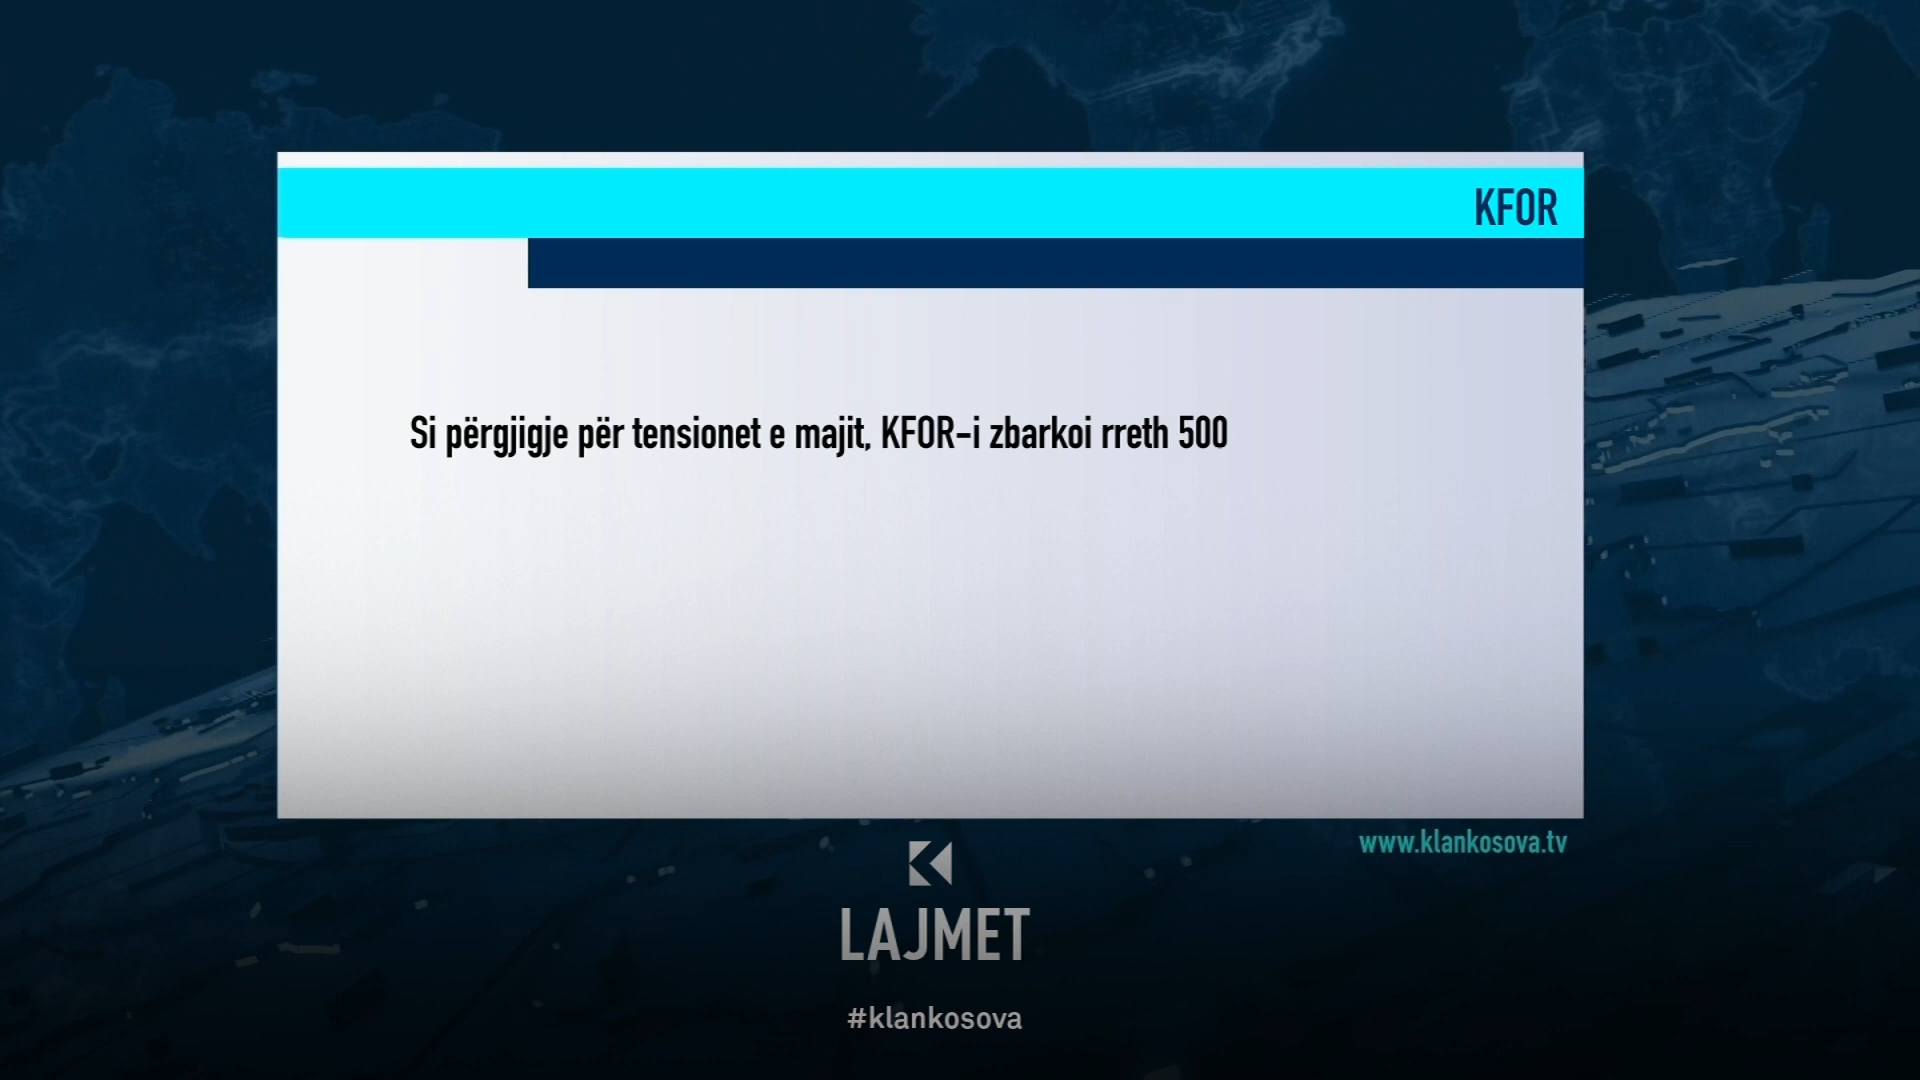 KFOR
Si përgjigje për tensionet e majit, KFOR-i zbarkoi rreth 500
www.klankosova.tv
LAJMET
#klankosova